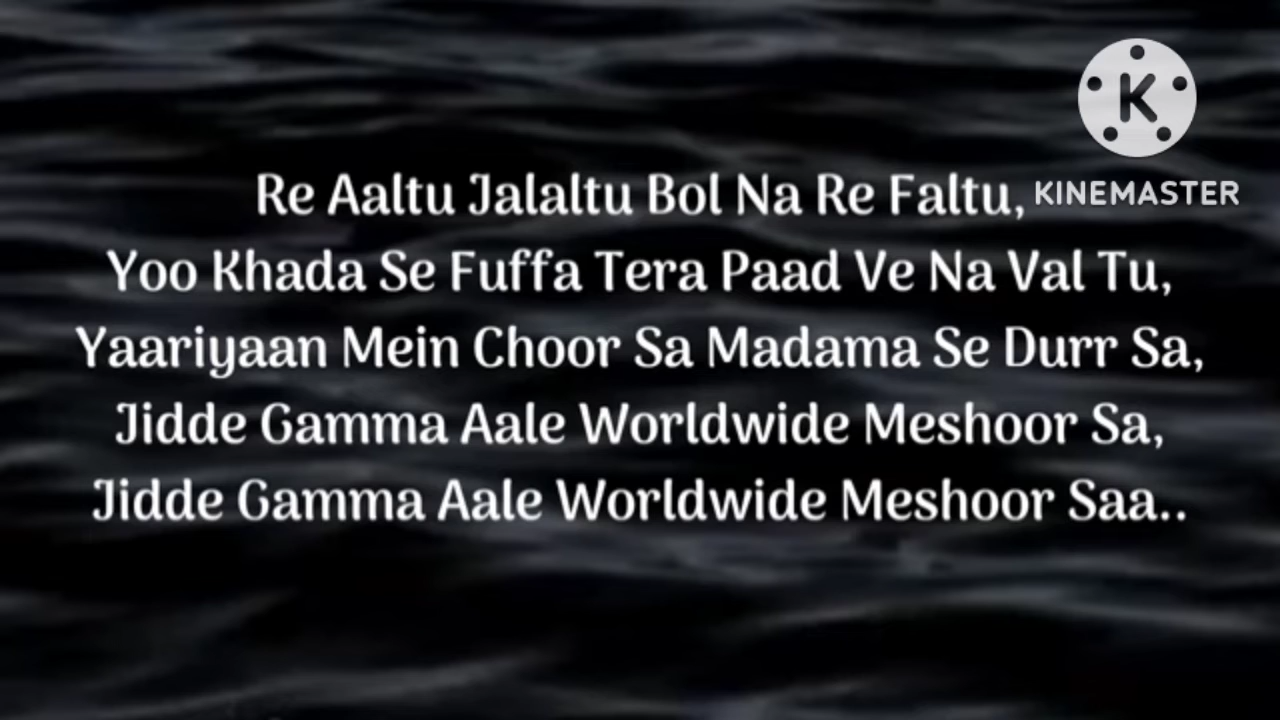 K
Re Aaltu Jalaltu Bol Na Re Faltu,
KINEMASTER
Yoo Khada Se Fuffa Tera Paad Ve Na Val Tu,
Yaariyaan Mein Choor Sa Madama Se Durr Sa,
Jidde Gamma Aale Worldwide Meshoor Sa,
Jidde Gamma Aale Worldwide Meshoor Saa..